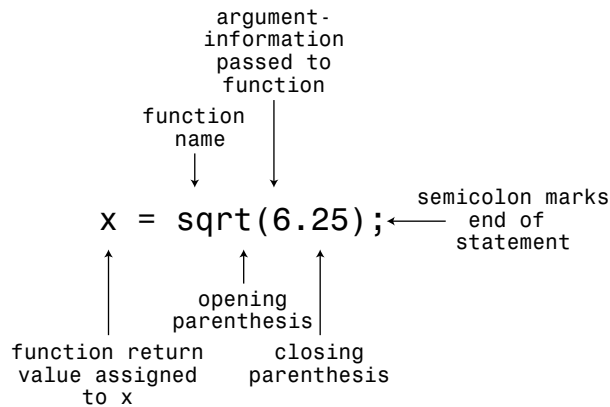 argument-
information
passed to
function
function
name
x = sqrt(6.25);
semicolon marks
end of
statement
opening
parenthesis
function return
value assigned
to x
closing
parenthesis